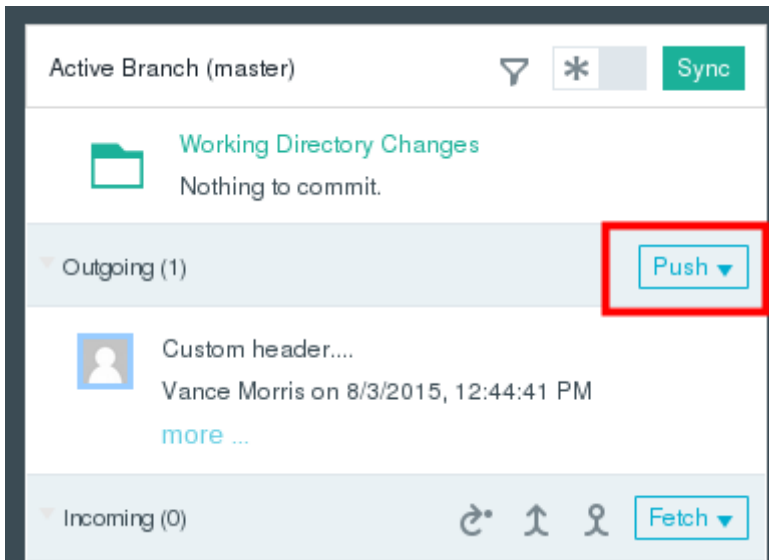 Active Branch (master)
Sync
Working Directory Changes
Nothing to commit.
Outgoing (1)
Push
Custom header....
Vance Morris on 8/3/2015, 12:44:41 PM
more ...
Incoming (0)
Fetch